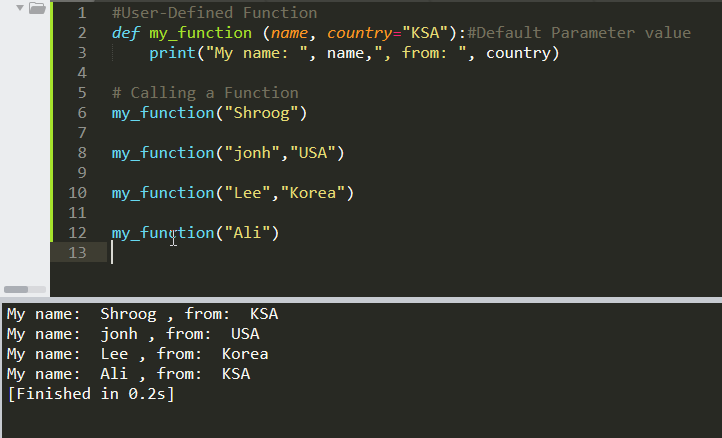 1 #User-Defined Function
2 def my_function (name, country="KSA"):#Default Parameter value
3     print("My name: ", name,", from: ", country)
4
5 # Calling a Function
6 my_function("Shroog")
7
8 my_function("jonh","USA")
9
10 my_function("Lee","Korea")
11
12 my_function("Ali")
13
My name:  Shroog , from:  KSA
My name:  jonh , from:  USA
My name:  Lee , from:  Korea
My name:  Ali , from:  KSA
[Finished in 0.2s]